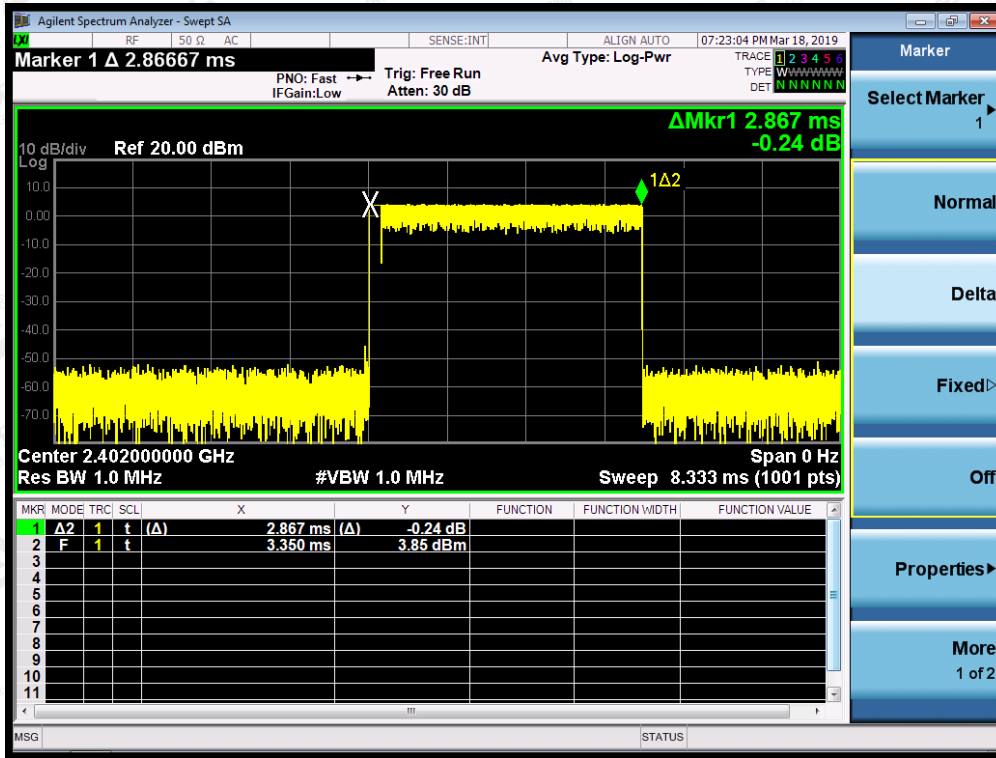 Agilent Spectrum Analyzer - Swept SA
LXI RF 50 Ω AC SENSE:INT ALIGN AUTO 07:23:04 PM Mar 18, 2019
Marker 1 Δ 2.86667 ms
PNO: Fast
IFGain:Low
Trig: Free Run
Atten: 30 dB
Avg Type: Log-Pwr
TRACE 1 2 3 4 5 6
TYPE WWWWWW
DET N N N N N N
ΔMkr1 2.867 ms
-0.24 dB
10 dB/div Ref 20.00 dBm
Log
1Δ2
10.0
0.00
-10.0
-20.0
-30.0
-40.0
-50.0
-60.0
-70.0
Center 2.402000000 GHz Span 0 Hz
Res BW 1.0 MHz #VBW 1.0 MHz Sweep 8.333 ms (1001 pts)
MKR MODE TRC SCL X Y FUNCTION FUNCTION WIDTH FUNCTION VALUE
1 Δ2 1 t (Δ) 2.867 ms (Δ) -0.24 dB
2 F 1 t 3.350 ms 3.85 dBm
3
4
5
6
7
8
9
10
11
MSG STATUS
Marker
Select Marker
1
Normal
Delta
Fixed
Off
Properties
More
1 of 2